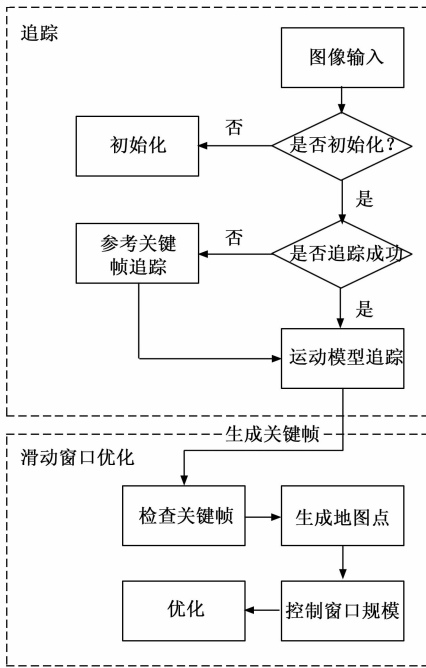 追踪
图像输入
是否初始化?
否
初始化
是
是否追踪成功
否
参考关键
帧追踪
是
运动模型追踪
生成关键帧
滑动窗口优化
检查关键帧
生成地图点
控制窗口规模
优化